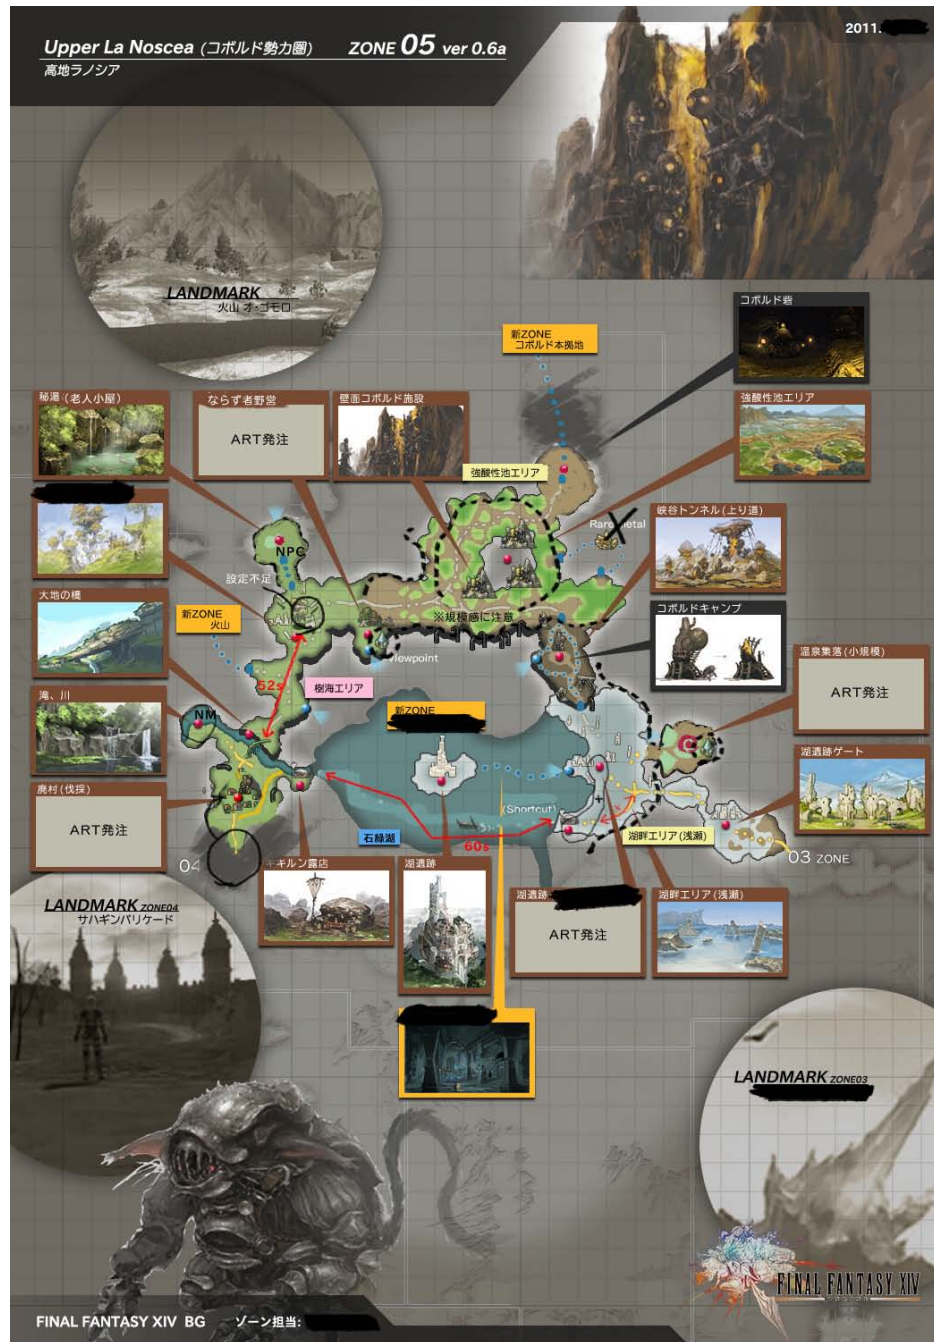 Upper La Noscea (コボルド勢力圏) ZONE 05 ver 0.6a
高地ラノシア
2011.
LANDMARK
火山 オ・ゴモロ
コボルド砦
新ZONE
コボルド本拠地
秘湯（老人小屋）
ならず者野営
ART発注
壁面コボルド施設
強酸性池エリア
強酸性池エリア
Rare metal
峡谷トンネル(上り道)
NPC
設定不足
大地の橋
新ZONE
火山
※規模感に注意
コボルドキャンプ
Viewpoint
温泉集落(小規模)
ART発注
52s
樹海エリア
滝、川
NM
新ZONE
C
湖遺跡ゲート
廃村(伐採)
ART発注
(Shortcut)
石緑湖
60s
湖畔エリア(浅瀬)
04
03 ZONE
キキルン露店
湖遺跡
湖遺跡
ART発注
湖畔エリア(浅瀬)
LANDMARK ZONE04
サハギンバリケード
LANDMARK ZONE03
FINAL FANTASY XIV
FINAL FANTASY XIV BG ゾーン担当: